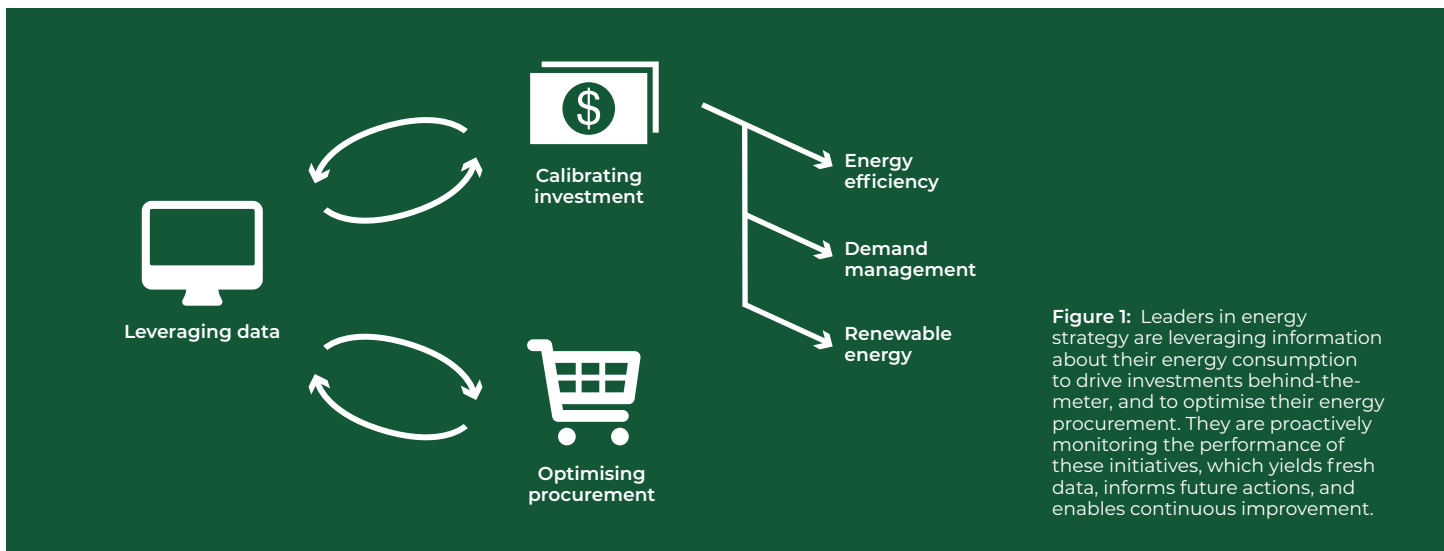 $
Calibrating
investment
Energy
efficiency
Demand
management
Renewable
energy
Leveraging data
Optimising
procurement
Figure 1: Leaders in energy
strategy are leveraging information
about their energy consumption
to drive investments behind-the-
meter, and to optimise their energy
procurement. They are proactively
monitoring the performance of
these initiatives, which yields fresh
data, informs future actions, and
enables continuous improvement.